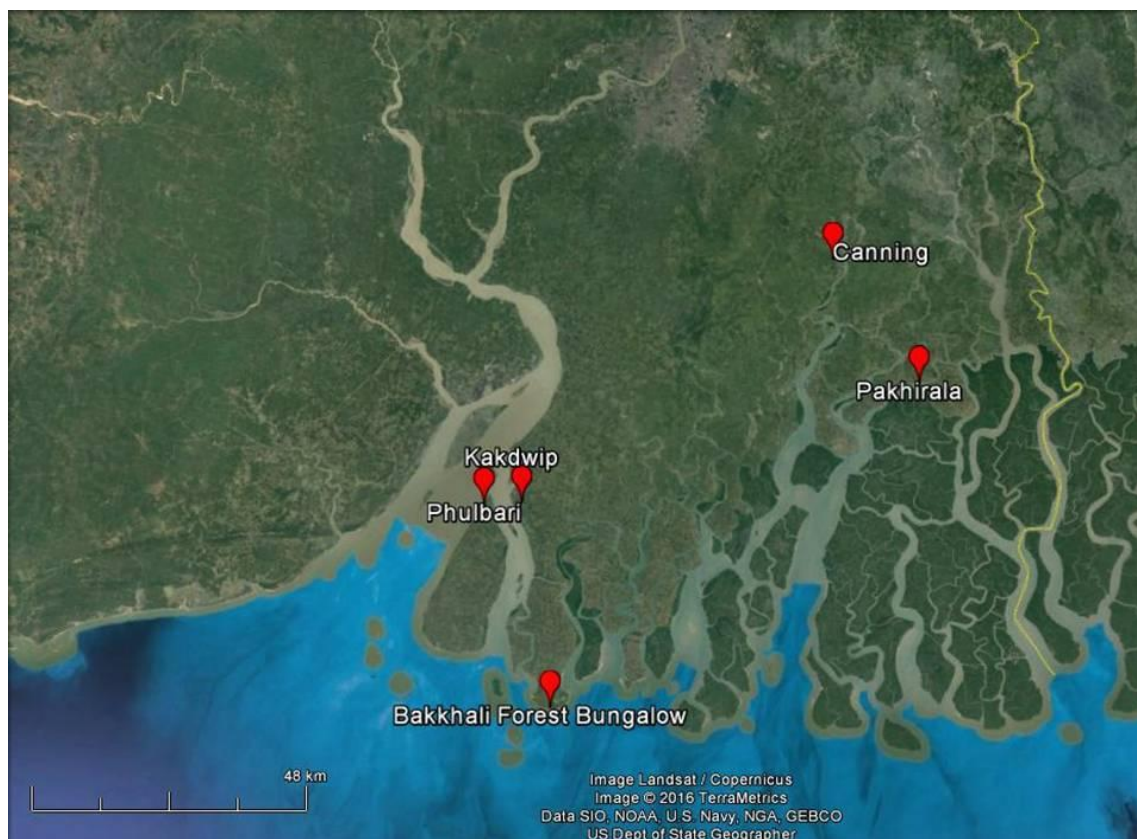 Canning
Pakhirala
Kakdwip
Phulbari
Bakkhali Forest Bungalow
48 km
Image Landsat / Copernicus
Image © 2016 TerraMetrics
Data SIO, NOAA, U.S. Navy, NGA, GEBCO
US Dept of State Geographer